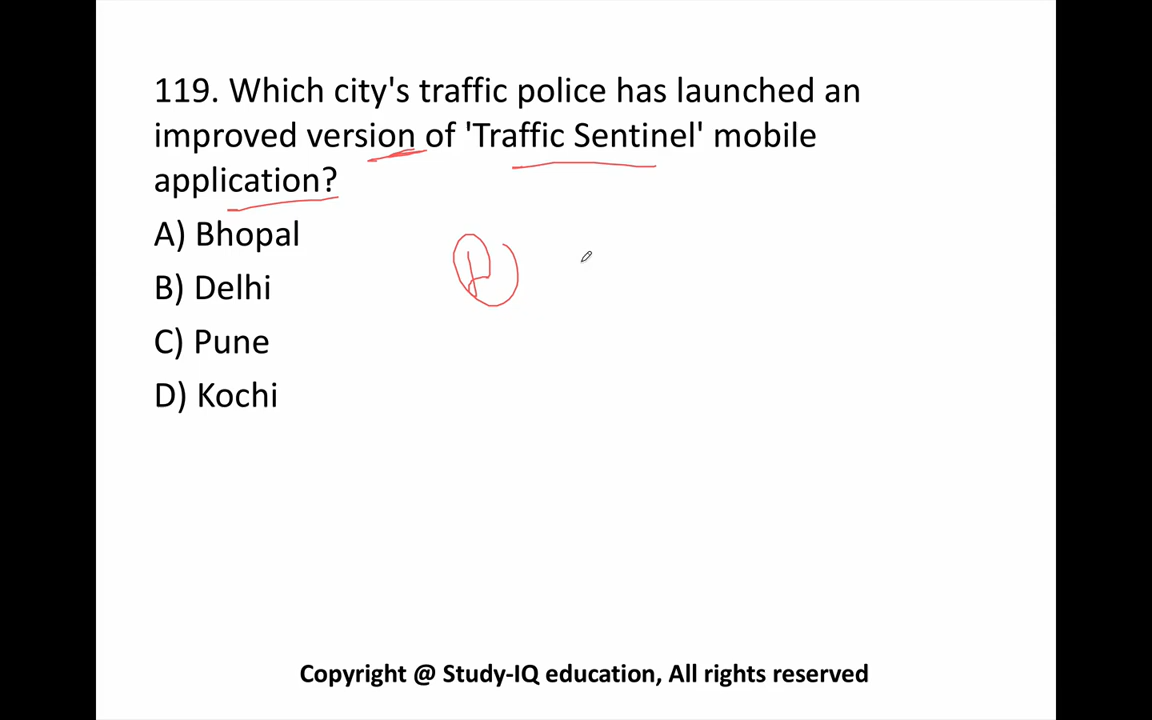 119. Which city's traffic police has launched an
improved version of 'Traffic Sentinel' mobile
application?
A) Bhopal
B) Delhi
C) Pune
D) Kochi
Copyright @ Study-IQ education, All rights reserved